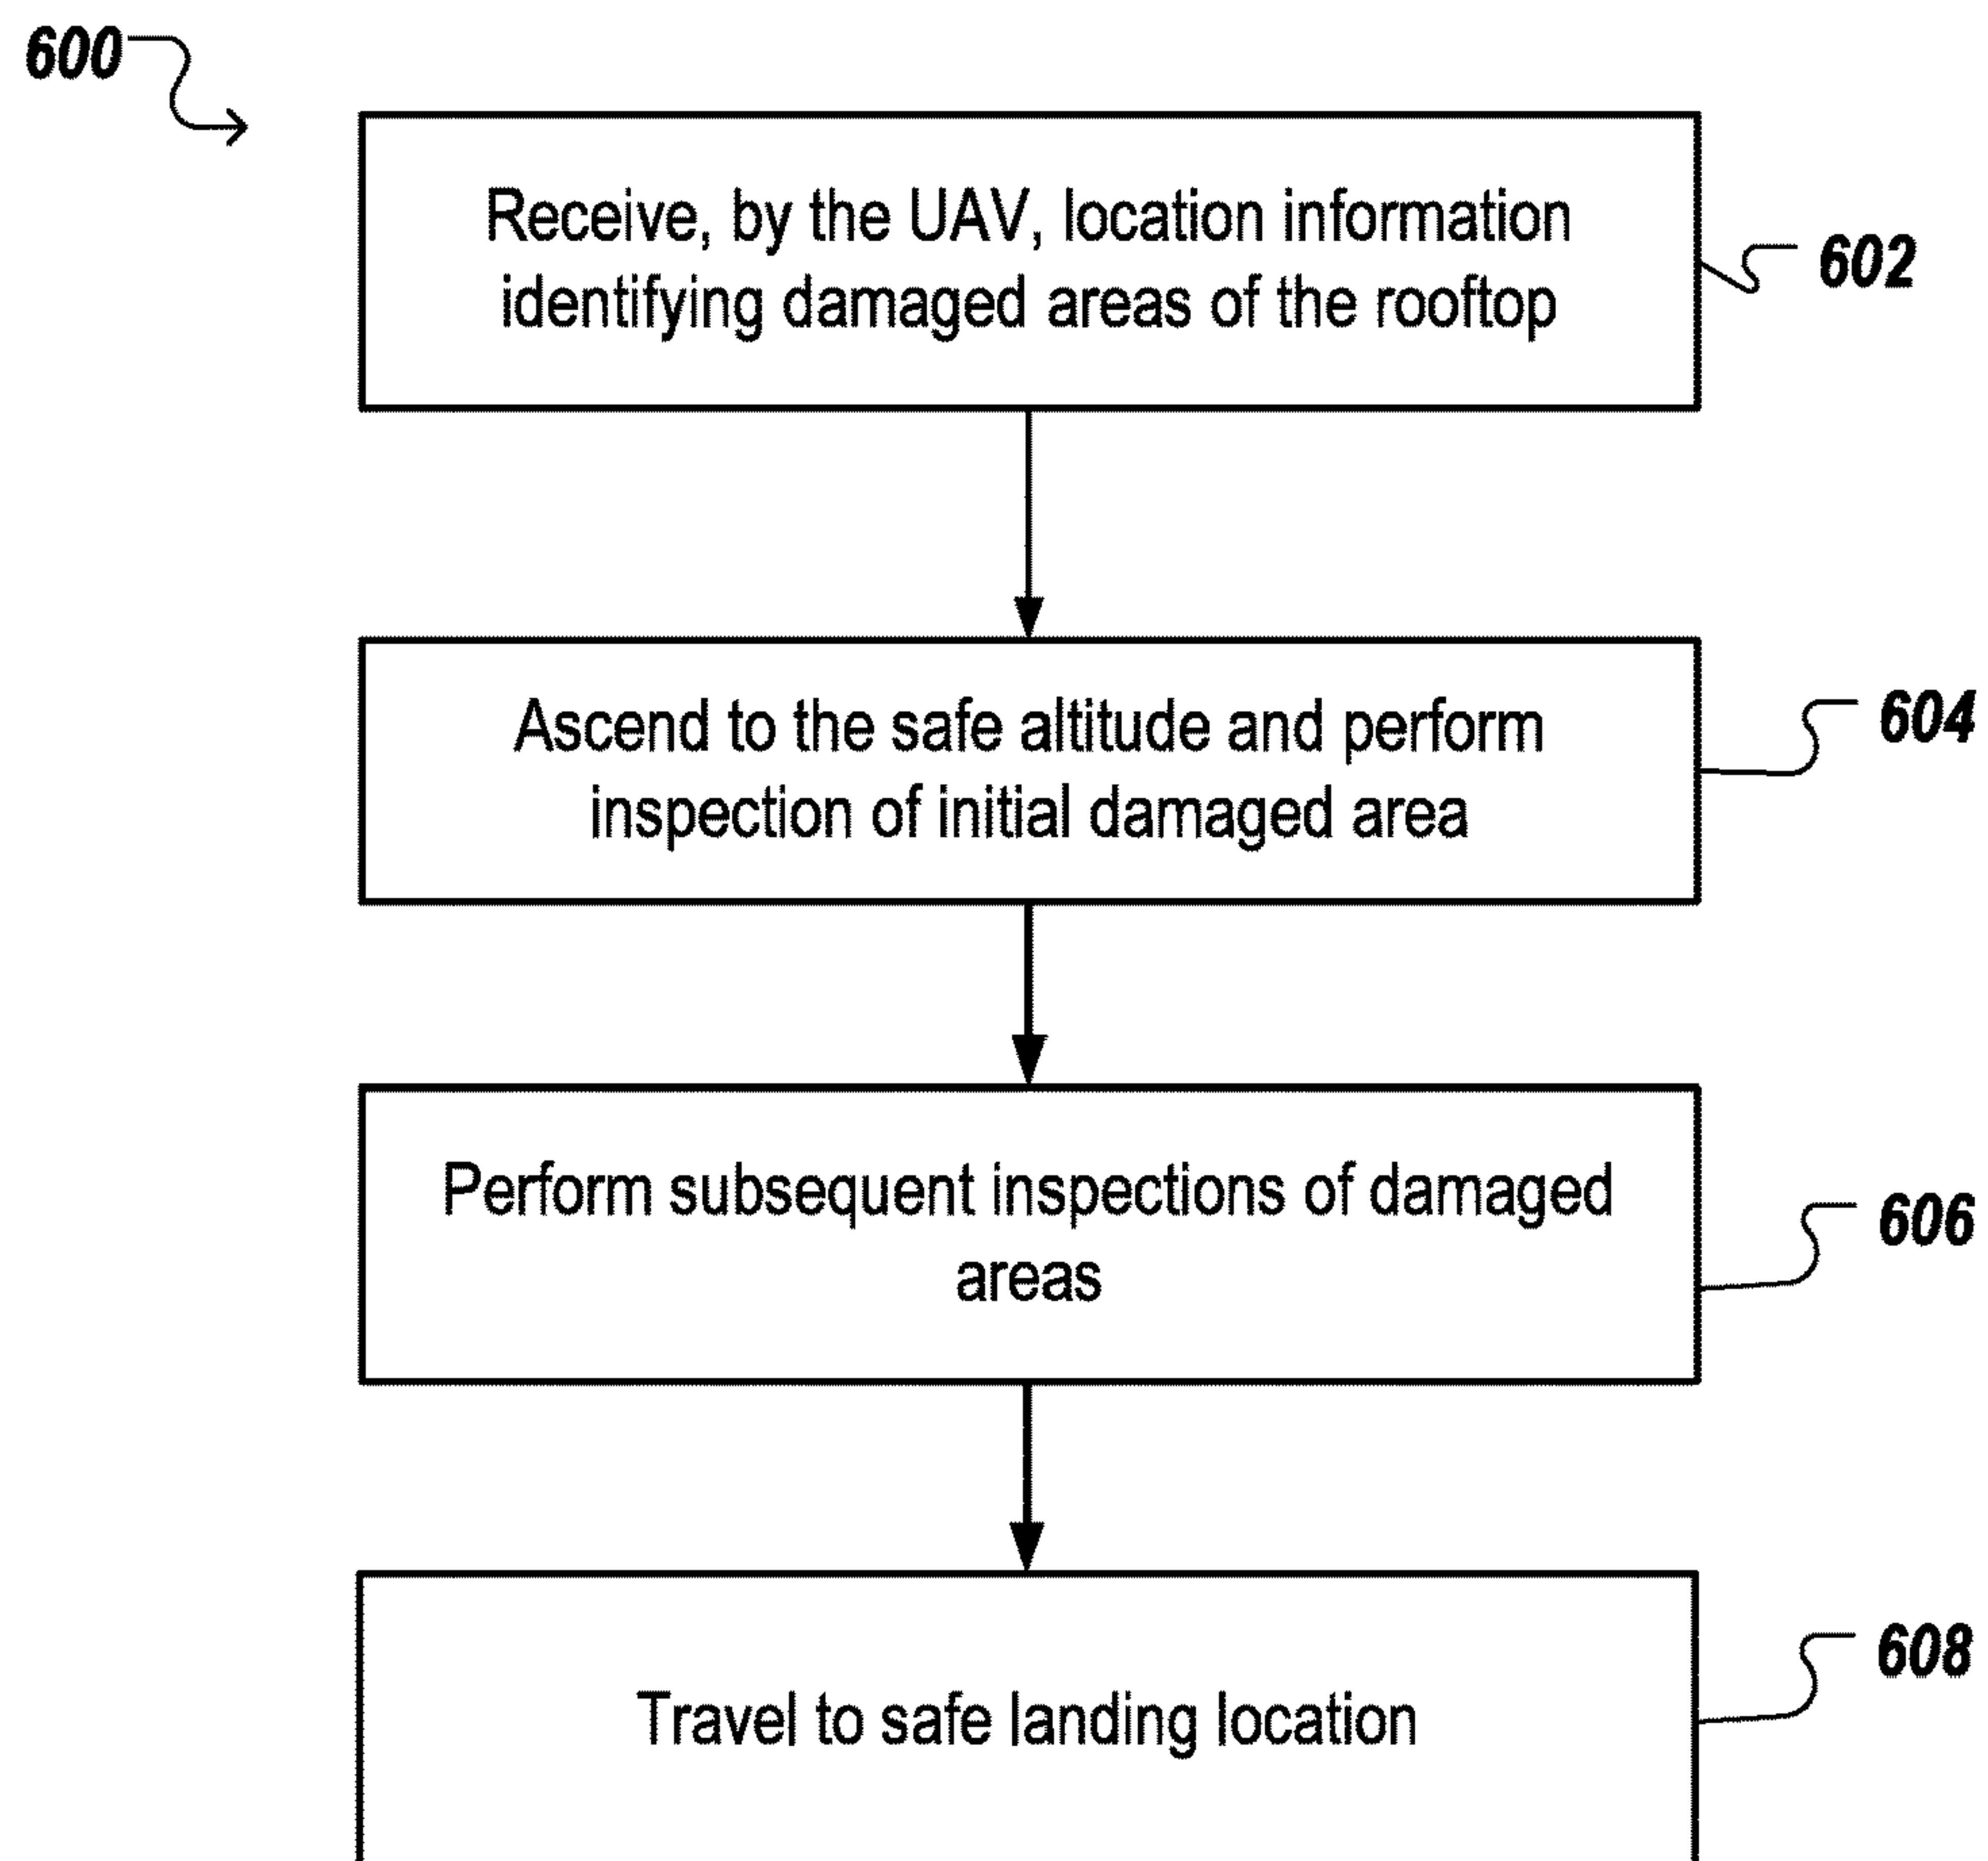 600
Receive, by the UAV, location information
identifying damaged areas of the rooftop
602
Ascend to the safe altitude and perform
inspection of initial damaged area
604
Perform subsequent inspections of damaged
areas
606
Travel to safe landing location
608